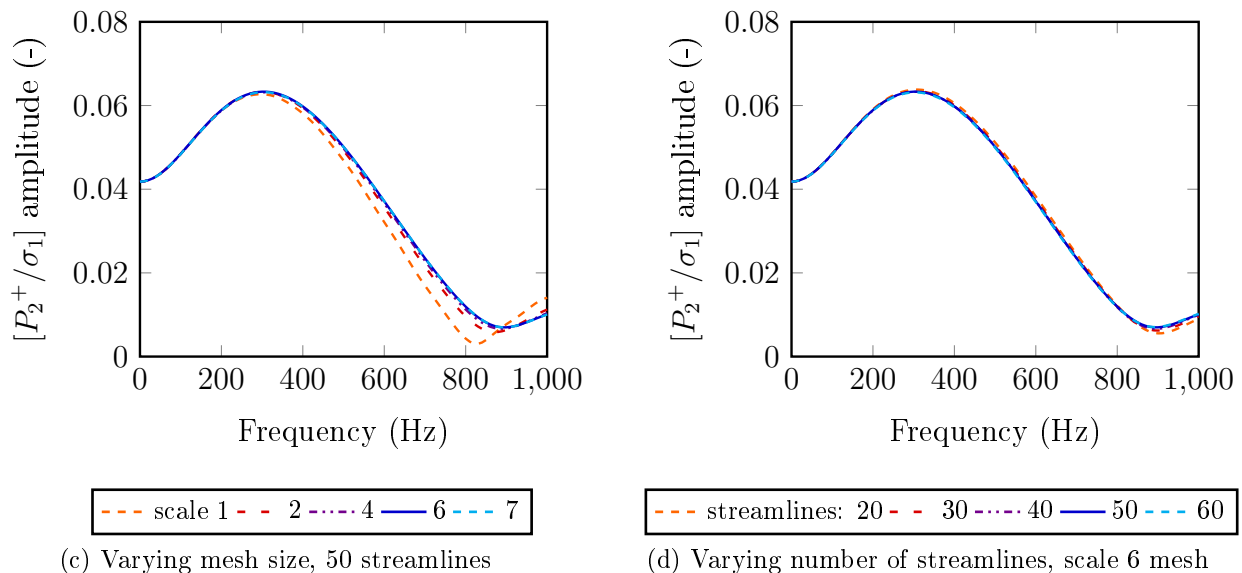 0.08
0.06
0.04
0.02
0
[P₂⁺/σ₁] amplitude (-)
0 200 400 600 800 1,000
Frequency (Hz)
scale 1 2 4 6 7
(c) Varying mesh size, 50 streamlines
0.08
0.06
0.04
0.02
0
[P₂⁺/σ₁] amplitude (-)
0 200 400 600 800 1,000
Frequency (Hz)
streamlines: 20 30 40 50 60
(d) Varying number of streamlines, scale 6 mesh